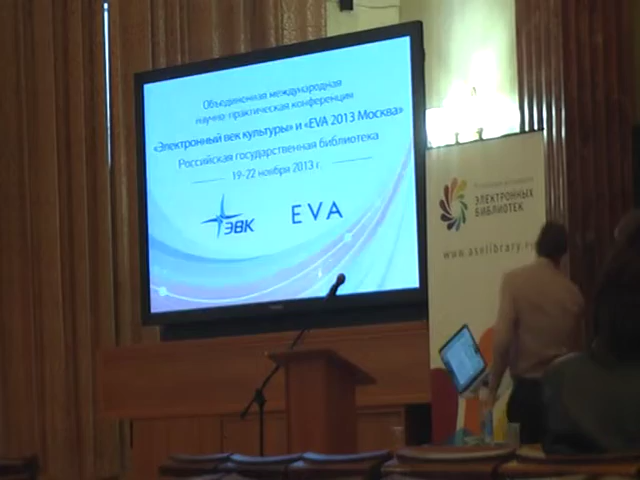 Объединенная международная
научно-практическая конференция
«Электронный век культуры» и «EVA 2013 Москва»
Российская государственная библиотека
19-22 ноября 2013 г.
ЭВК
EVA
ЭЛЕКТРОННЫХ
БИБЛИОТЕК
www.aselibrary.ru